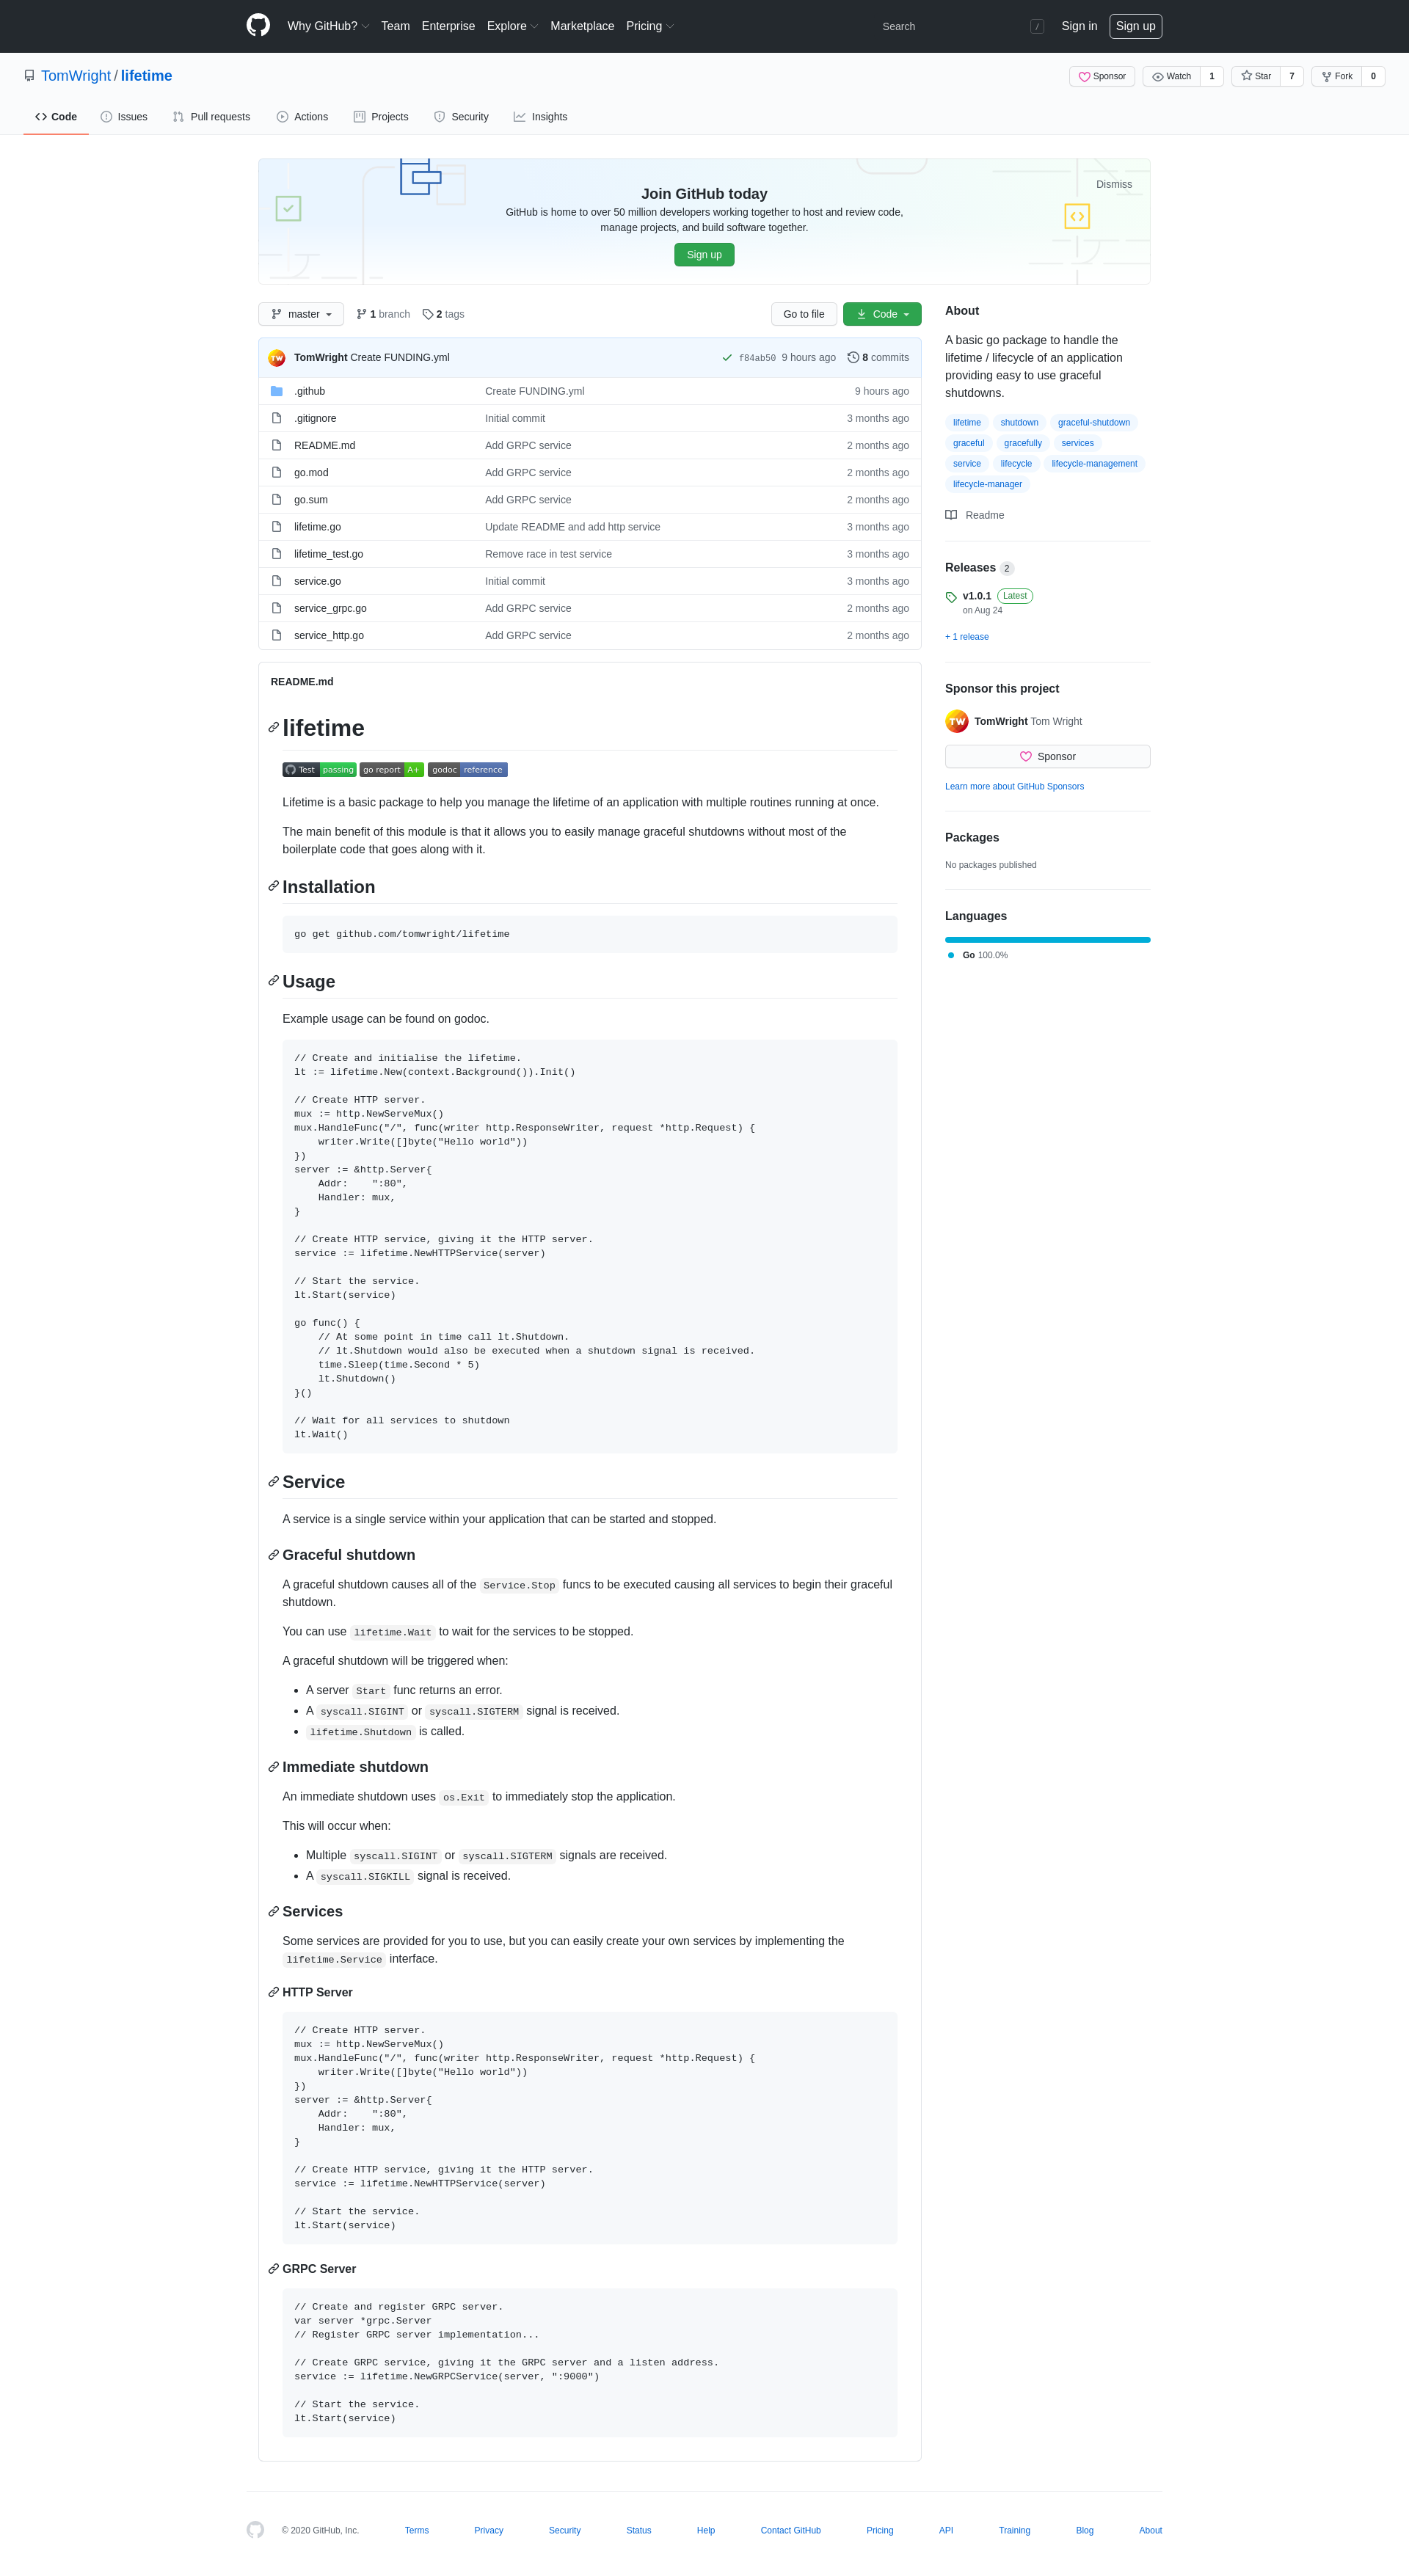 Why GitHub? Team Enterprise Explore Marketplace Pricing Search / Sign in Sign up
TomWright / lifetime
Sponsor Watch 1 Star 7 Fork 0
Code Issues Pull requests Actions Projects Security Insights
Join GitHub today
Dismiss
GitHub is home to over 50 million developers working together to host and review code,
manage projects, and build software together.
Sign up
master 1 branch 2 tags Go to file Code
TomWright Create FUNDING.yml f84ab50 9 hours ago 8 commits
.github Create FUNDING.yml 9 hours ago
.gitignore Initial commit 3 months ago
README.md Add GRPC service 2 months ago
go.mod Add GRPC service 2 months ago
go.sum Add GRPC service 2 months ago
lifetime.go Update README and add http service 3 months ago
lifetime_test.go Remove race in test service 3 months ago
service.go Initial commit 3 months ago
service_grpc.go Add GRPC service 2 months ago
service_http.go Add GRPC service 2 months ago
README.md
lifetime
Test passing go report A+ godoc reference
Lifetime is a basic package to help you manage the lifetime of an application with multiple routines running at once.
The main benefit of this module is that it allows you to easily manage graceful shutdowns without most of the
boilerplate code that goes along with it.
Installation
go get github.com/tomwright/lifetime
Usage
Example usage can be found on godoc.
// Create and initialise the lifetime.
lt := lifetime.New(context.Background()).Init()
// Create HTTP server.
mux := http.NewServeMux()
mux.HandleFunc("/", func(writer http.ResponseWriter, request *http.Request) {
    writer.Write([]byte("Hello world"))
})
server := &http.Server{
    Addr:    ":80",
    Handler: mux,
}
// Create HTTP service, giving it the HTTP server.
service := lifetime.NewHTTPService(server)
// Start the service.
lt.Start(service)
go func() {
    // At some point in time call lt.Shutdown.
    // lt.Shutdown would also be executed when a shutdown signal is received.
    time.Sleep(time.Second * 5)
    lt.Shutdown()
}()
// Wait for all services to shutdown
lt.Wait()
Service
A service is a single service within your application that can be started and stopped.
Graceful shutdown
A graceful shutdown causes all of the Service.Stop funcs to be executed causing all services to begin their graceful
shutdown.
You can use lifetime.Wait to wait for the services to be stopped.
A graceful shutdown will be triggered when:
• A server Start func returns an error.
• A syscall.SIGINT or syscall.SIGTERM signal is received.
• lifetime.Shutdown is called.
Immediate shutdown
An immediate shutdown uses os.Exit to immediately stop the application.
This will occur when:
• Multiple syscall.SIGINT or syscall.SIGTERM signals are received.
• A syscall.SIGKILL signal is received.
Services
Some services are provided for you to use, but you can easily create your own services by implementing the
lifetime.Service interface.
HTTP Server
// Create HTTP server.
mux := http.NewServeMux()
mux.HandleFunc("/", func(writer http.ResponseWriter, request *http.Request) {
    writer.Write([]byte("Hello world"))
})
server := &http.Server{
    Addr:    ":80",
    Handler: mux,
}
// Create HTTP service, giving it the HTTP server.
service := lifetime.NewHTTPService(server)
// Start the service.
lt.Start(service)
GRPC Server
// Create and register GRPC server.
var server *grpc.Server
// Register GRPC server implementation...
// Create GRPC service, giving it the GRPC server and a listen address.
service := lifetime.NewGRPCService(server, ":9000")
// Start the service.
lt.Start(service)
About
A basic go package to handle the
lifetime / lifecycle of an application
providing easy to use graceful
shutdowns.
lifetime shutdown graceful-shutdown
graceful gracefully services
service lifecycle lifecycle-management
lifecycle-manager
Readme
Releases 2
v1.0.1 Latest
on Aug 24
+ 1 release
Sponsor this project
TW TomWright Tom Wright
Sponsor
Learn more about GitHub Sponsors
Packages
No packages published
Languages
Go 100.0%
© 2020 GitHub, Inc. Terms Privacy Security Status Help Contact GitHub Pricing API Training Blog About